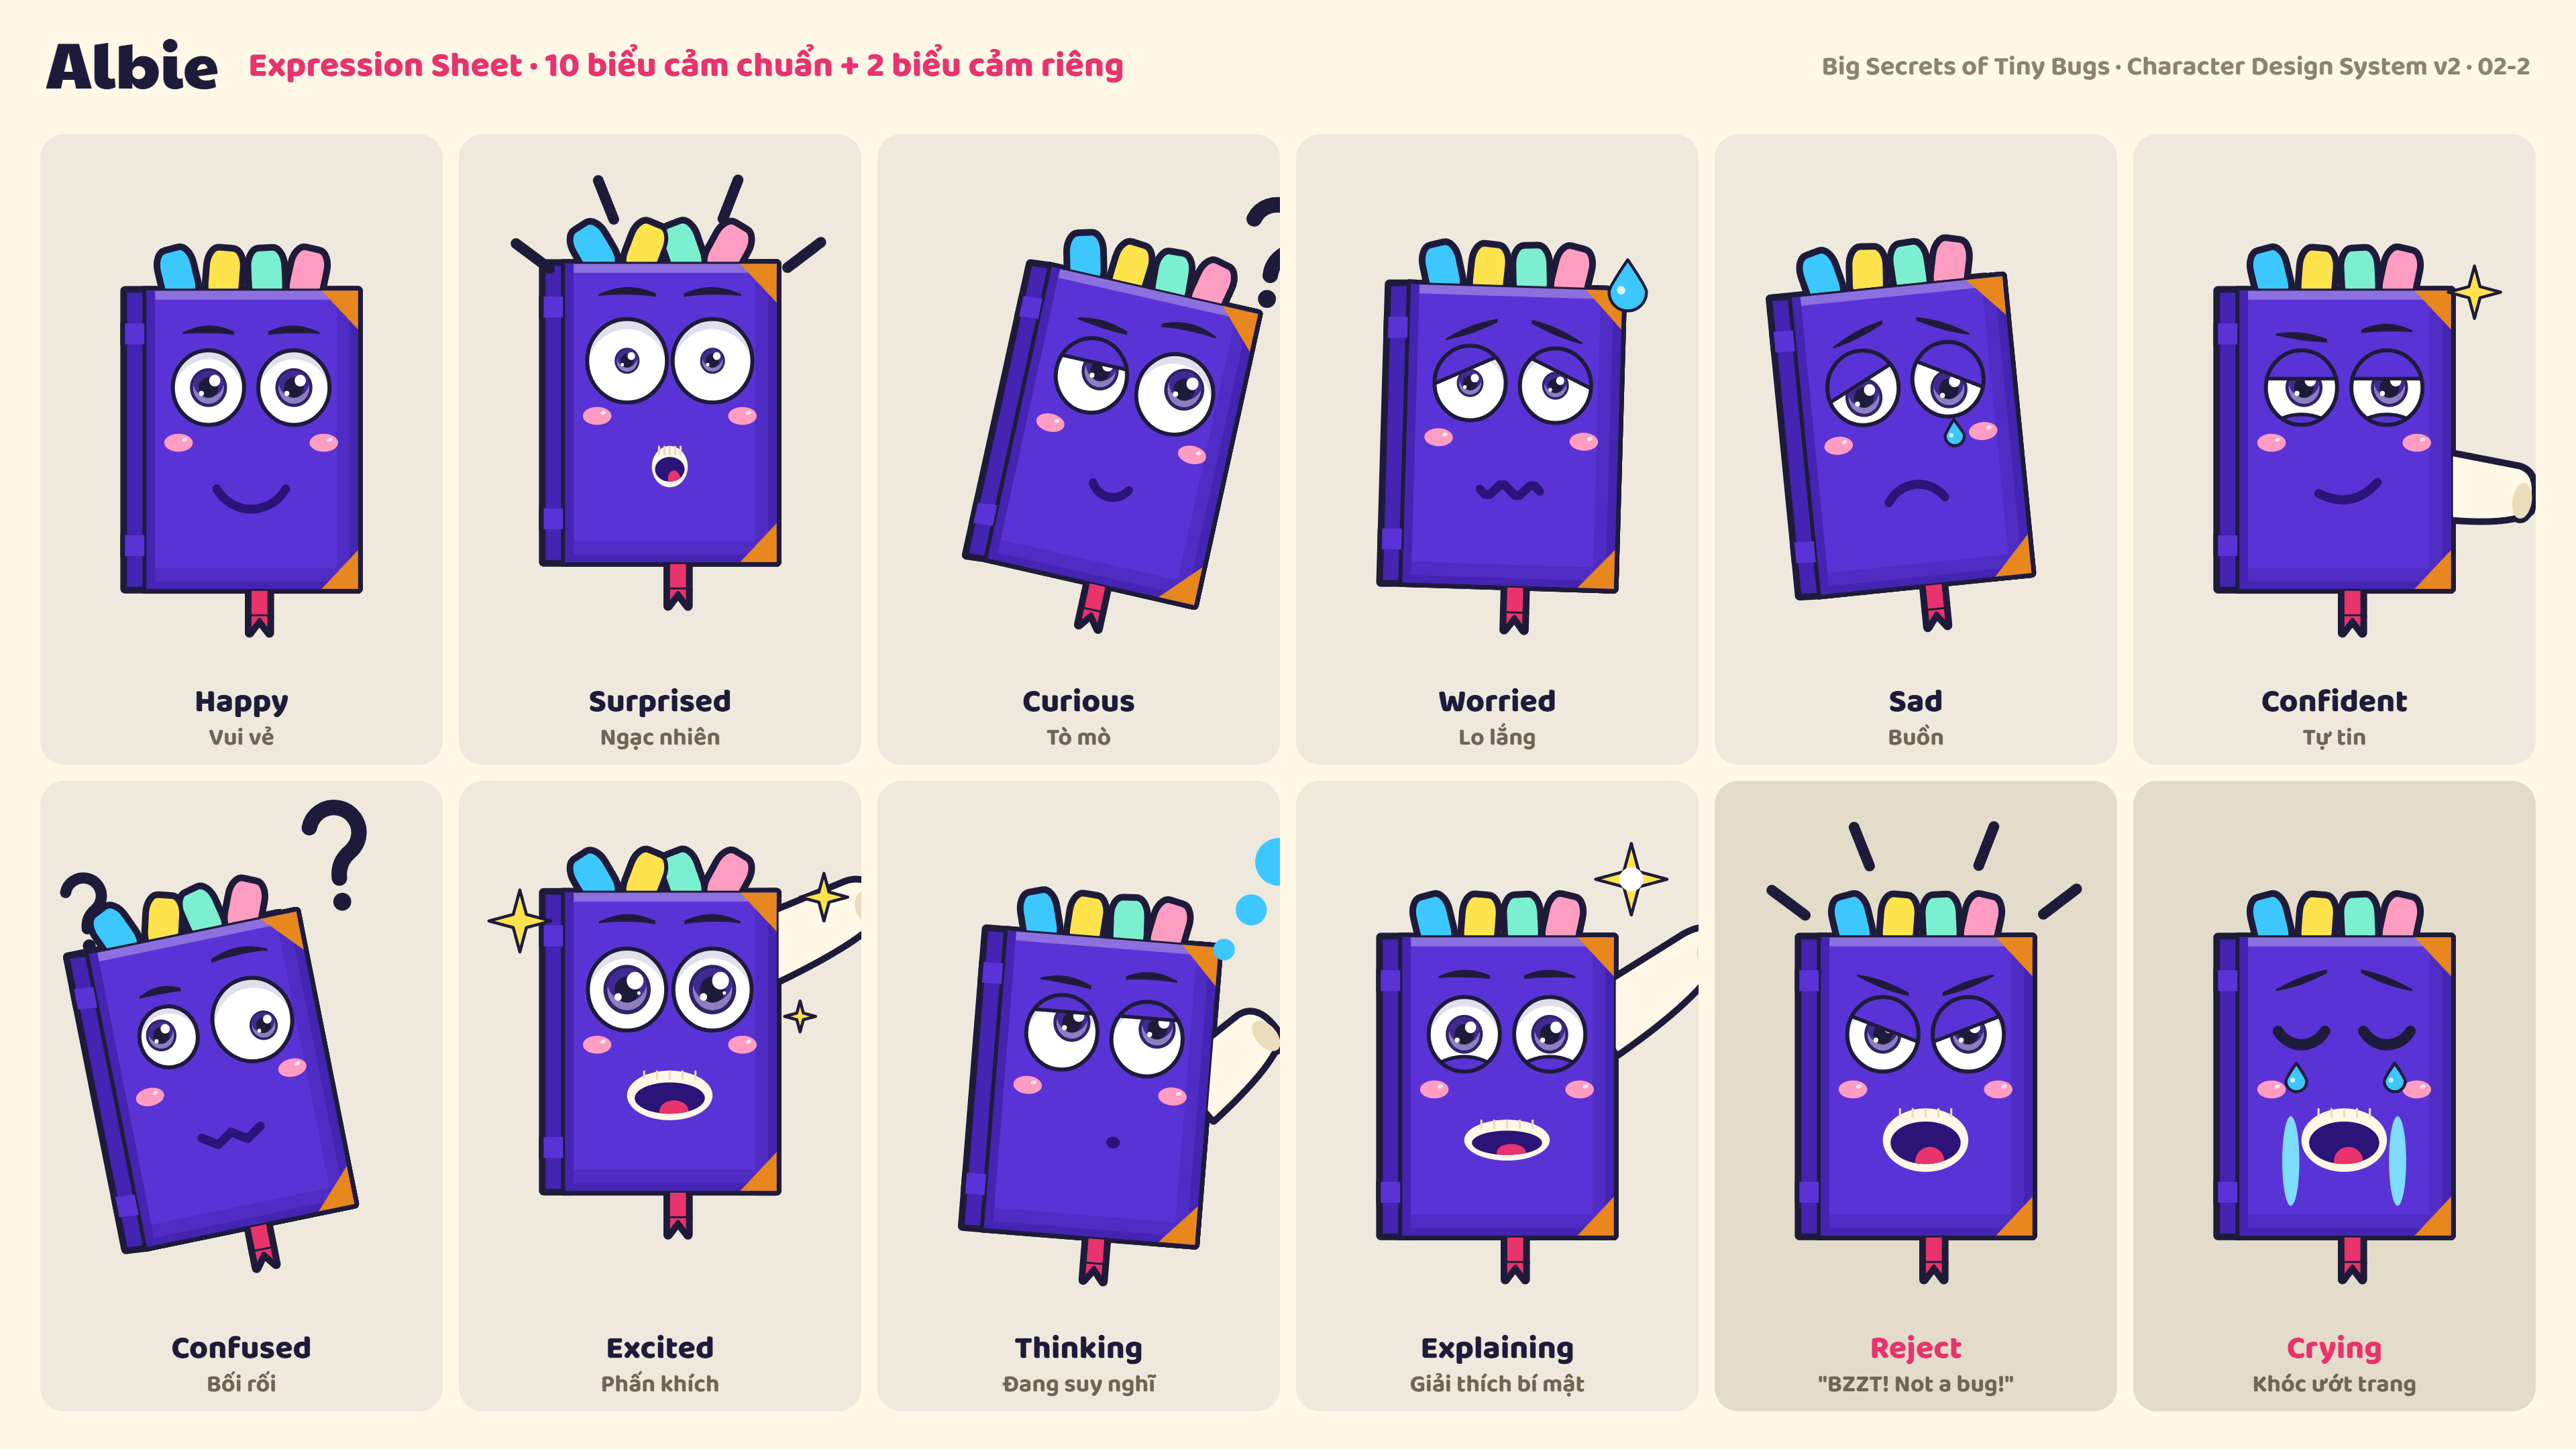 Albie
Expression Sheet · 10 biểu cảm chuẩn + 2 biểu cảm riêng
Big Secrets of Tiny Bugs · Character Design System v2 · 02-2
Happy
Vui vẻ
Surprised
Ngạc nhiên
Curious
Tò mò
Worried
Lo lắng
Sad
Buồn
Confident
Tự tin
Confused
Bối rối
Excited
Phấn khích
Thinking
Đang suy nghĩ
Explaining
Giải thích bí mật
Reject
"BZZT! Not a bug!"
Crying
Khóc ướt trang